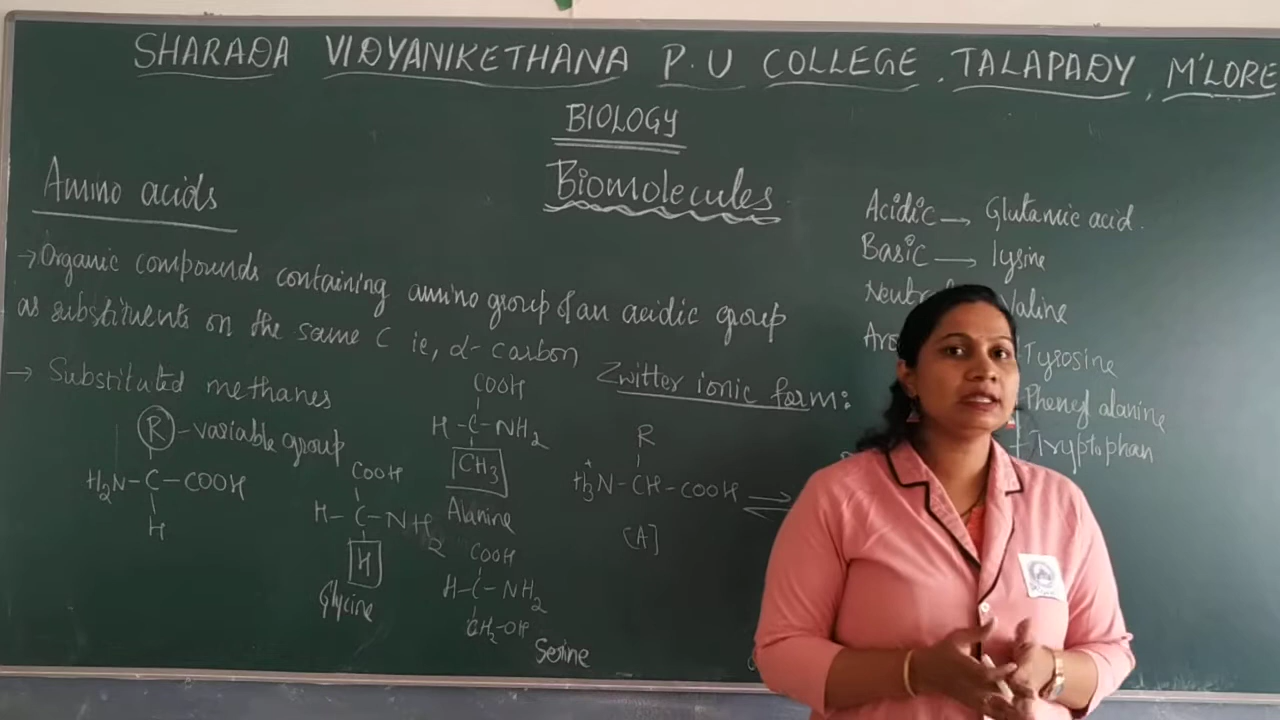 SHARADA VIDYANIKETHANA P.U COLLEGE, TALAPADY, M'LORE
BIOLOGY
Biomolecules
Amino acids
→ Organic compounds containing amino group & an acidic group
as substituents on the same C ie, α-carbon
→ Substituted methanes
R - variable group
H₂N-C-COOH
H
COOH
H-C-NH₂
H
Glycine
COOH
H-C-NH₂
CH₃
Alanine
COOH
H-C-NH₂
CH₂-OH
Serine
Zwitter ionic form:
R
H₃⁺N-CH-COOH ⇌
[A]
Acidic → Glutamic acid.
Basic → lysine
Neutral Valine
Tyrosine
Phenyl alanine
Tryptophan